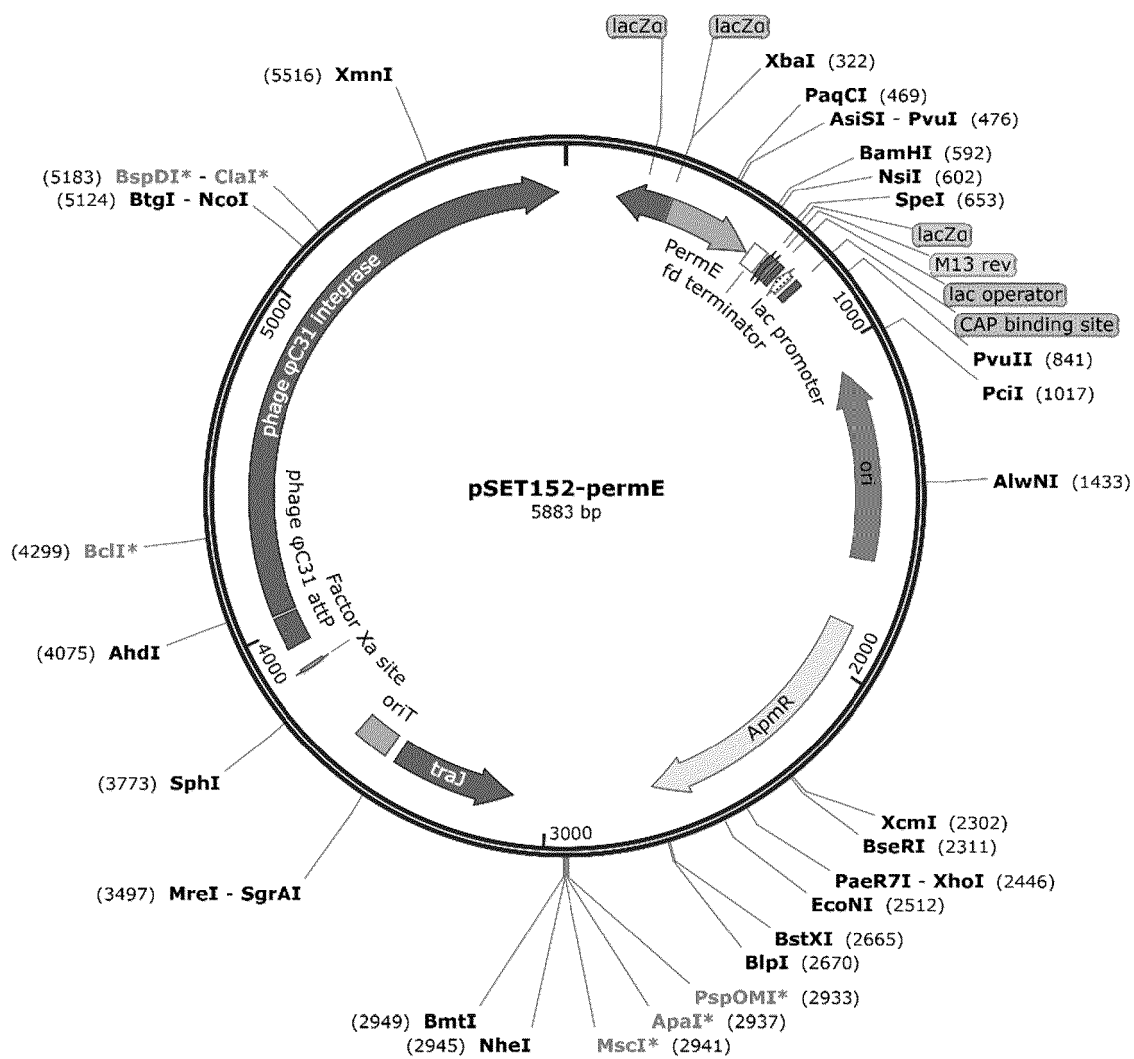 lacZα
lacZα
XbaI (322)
PaqCI (469)
AsiSI - PvuI (476)
BamHI (592)
NsiI (602)
SpeI (653)
lacZα
M13 rev
lac operator
CAP binding site
PvuII (841)
PciI (1017)
AlwNI (1433)
XcmI (2302)
BseRI (2311)
PaeR7I - XhoI (2446)
EcoNI (2512)
BstXI (2665)
BlpI (2670)
PspOMI* (2933)
ApaI* (2937)
MscI* (2941)
(2945) NheI
(2949) BmtI
(3497) MreI - SgrAI
(3773) SphI
(4075) AhdI
(4299) BclI*
(5124) BtgI - NcoI
(5183) BspDI* - ClaI*
(5516) XmnI
1000
2000
3000
4000
5000
PermE
fd terminator
lac promoter
ori
ApmR
traJ
oriT
Factor Xa site
phage φC31 attP
phage φC31 Integrase
pSET152-permE
5883 bp